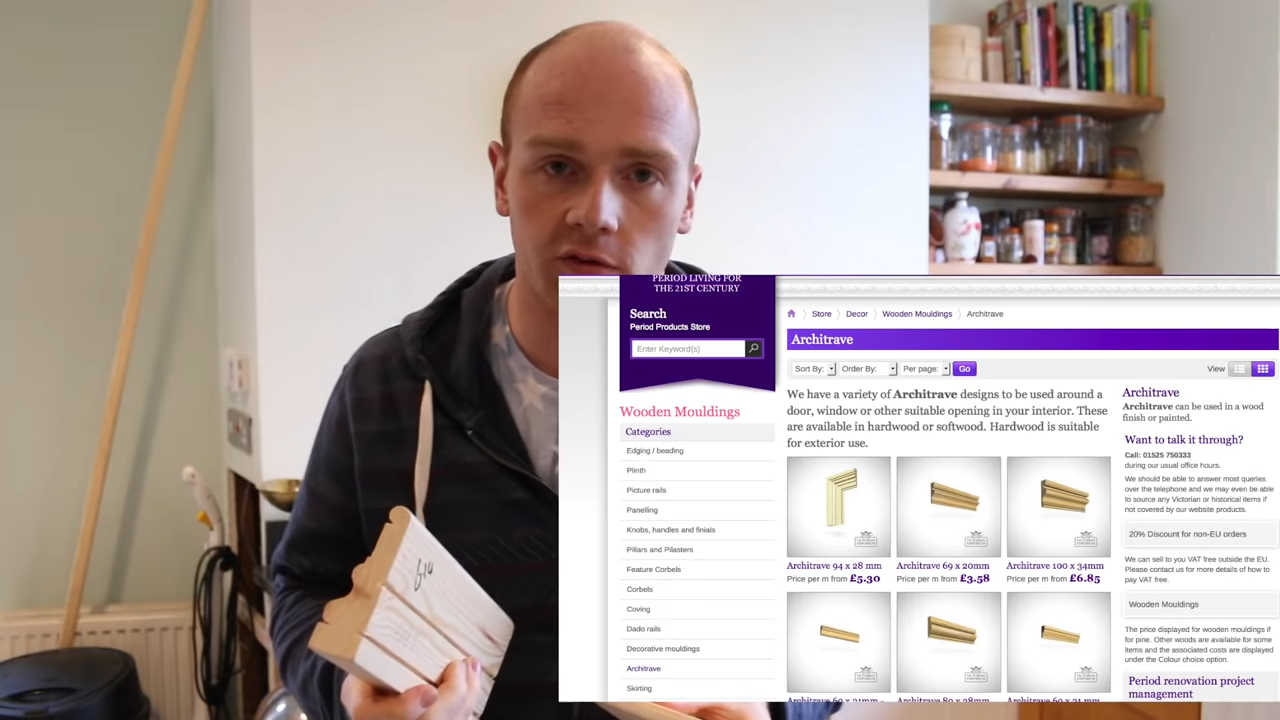 PERIOD LIVING FOR
THE 21ST CENTURY
Search
Period Products Store
Enter Keyword(s)
Wooden Mouldings
Categories
Edging / beading
Plinth
Picture rails
Panelling
Knobs, handles and finials
Pillars and Pilasters
Feature Corbels
Corbels
Coving
Dado rails
Decorative mouldings
Architrave
Skirting
Store
Decor
Wooden Mouldings
Architrave
Architrave
Sort By:
Order By:
Per page:
Go
View
We have a variety of Architrave designs to be used around a
door, window or other suitable opening in your interior. These
are available in hardwood or softwood. Hardwood is suitable
for exterior use.
Architrave 94 x 28 mm
Price per m from £5.30
Architrave 69 x 20mm
Price per m from £3.58
Architrave 100 x 34mm
Price per m from £6.85
Architrave
Architrave can be used in a wood
finish or painted.
Want to talk it through?
Call: 01525 750333
during our usual office hours.
We should be able to answer most queries
over the telephone and we may even be able
to source any Victorian or historical items if
not covered by our website products.
20% Discount for non-EU orders
We can sell to you VAT free outside the EU.
Please contact us for more details of how to
pay VAT free.
Wooden Mouldings
The price displayed for wooden mouldings if
for pine. Other woods are available for some
items and the associated costs are displayed
under the Colour choice option.
Period renovation project
management